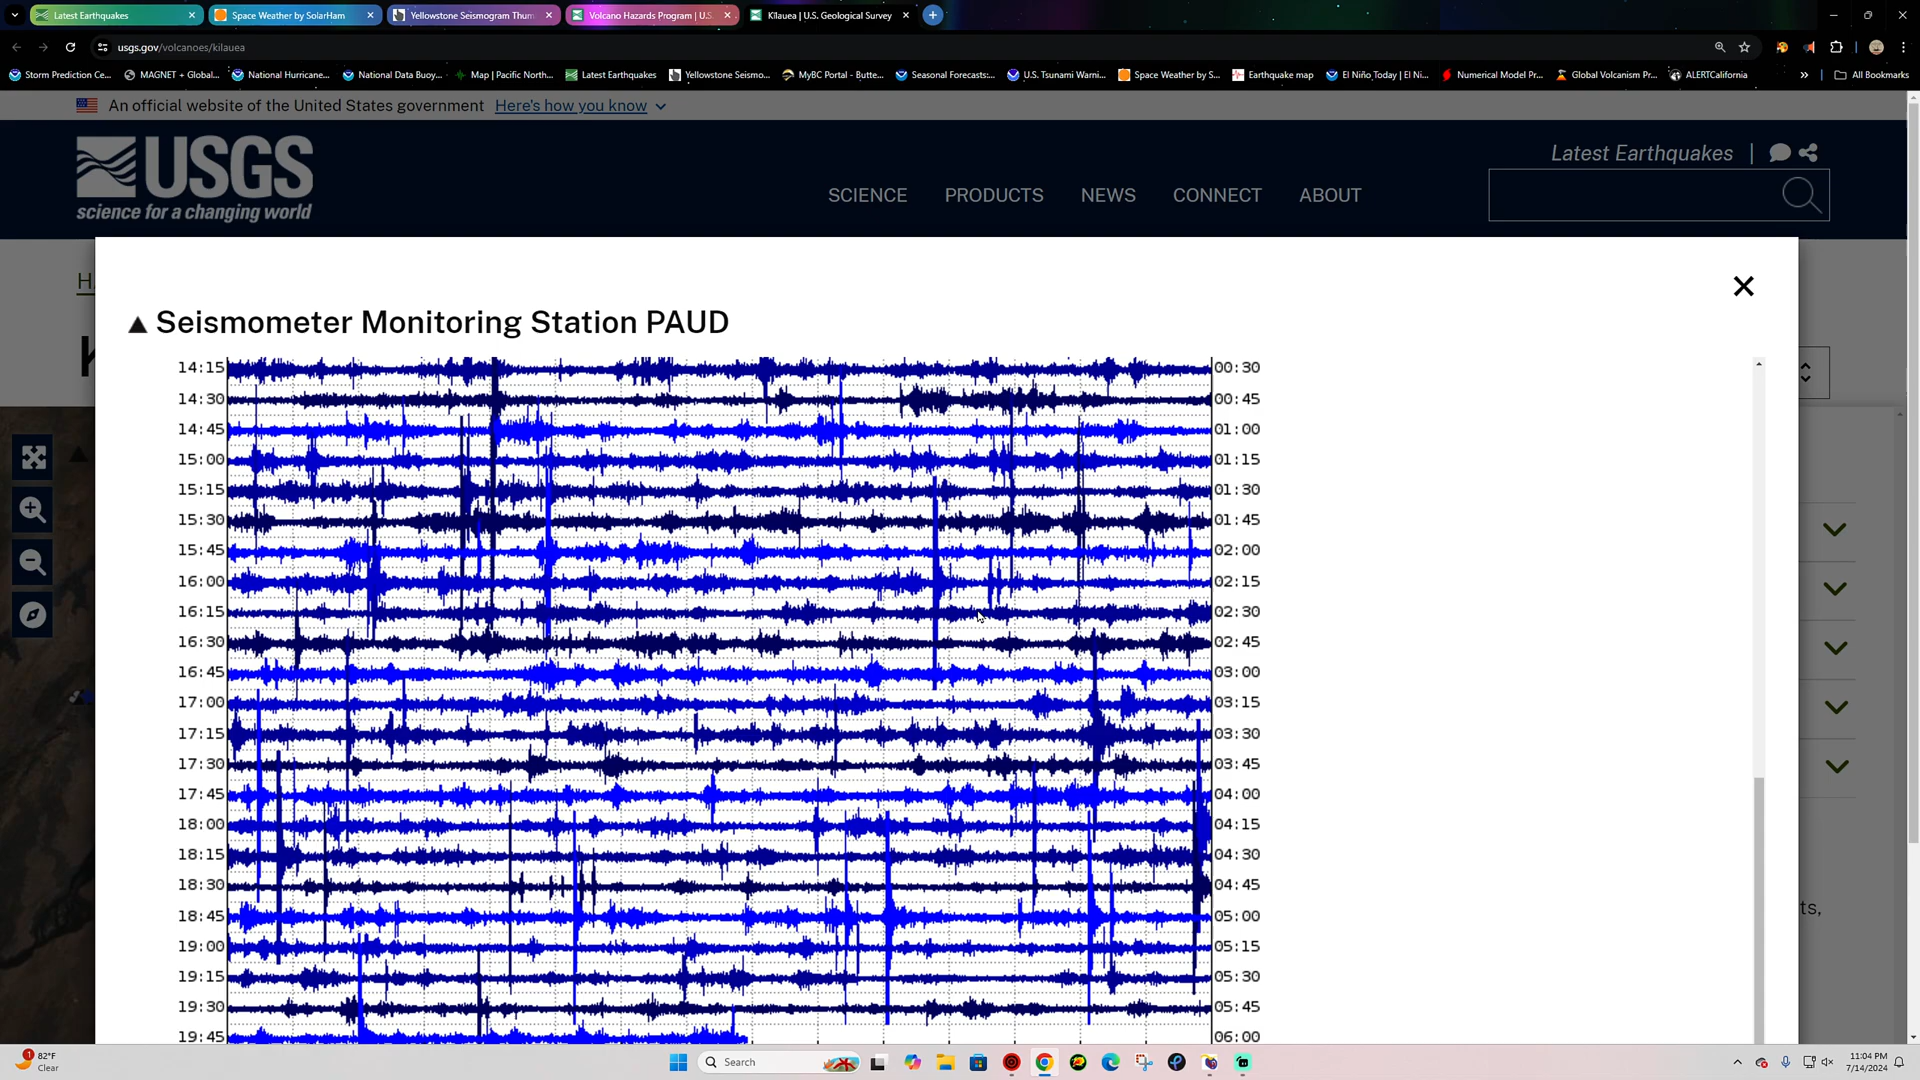 Latest Earthquakes
Space Weather by SolarHam
Yellowstone Seismogram Thum
Volcano Hazards Program | U.S.
Kīlauea | U.S. Geological Survey
usgs.gov/volcanoes/kilauea
Storm Prediction Ce...
MAGNET + Global...
National Hurricane...
National Data Buoy...
Map | Pacific North...
Latest Earthquakes
Yellowstone Seismo...
MyBC Portal - Butte...
Seasonal Forecasts:...
U.S. Tsunami Warni...
Space Weather by S...
Earthquake map
El Niño Today | El Ni...
Numerical Model Pr...
Global Volcanism Pr...
ALERTCalifornia
All Bookmarks
An official website of the United States government Here's how you know
USGS
science for a changing world
SCIENCE PRODUCTS NEWS CONNECT ABOUT
Latest Earthquakes |
Seismometer Monitoring Station PAUD
14:15 00:30
14:30 00:45
14:45 01:00
15:00 01:15
15:15 01:30
15:30 01:45
15:45 02:00
16:00 02:15
16:15 02:30
16:30 02:45
16:45 03:00
17:00 03:15
17:15 03:30
17:30 03:45
17:45 04:00
18:00 04:15
18:15 04:30
18:30 04:45
18:45 05:00
19:00 05:15
19:15 05:30
19:30 05:45
19:45 06:00
ts,
1
82°F
Clear
Search
11:04 PM
7/14/2024